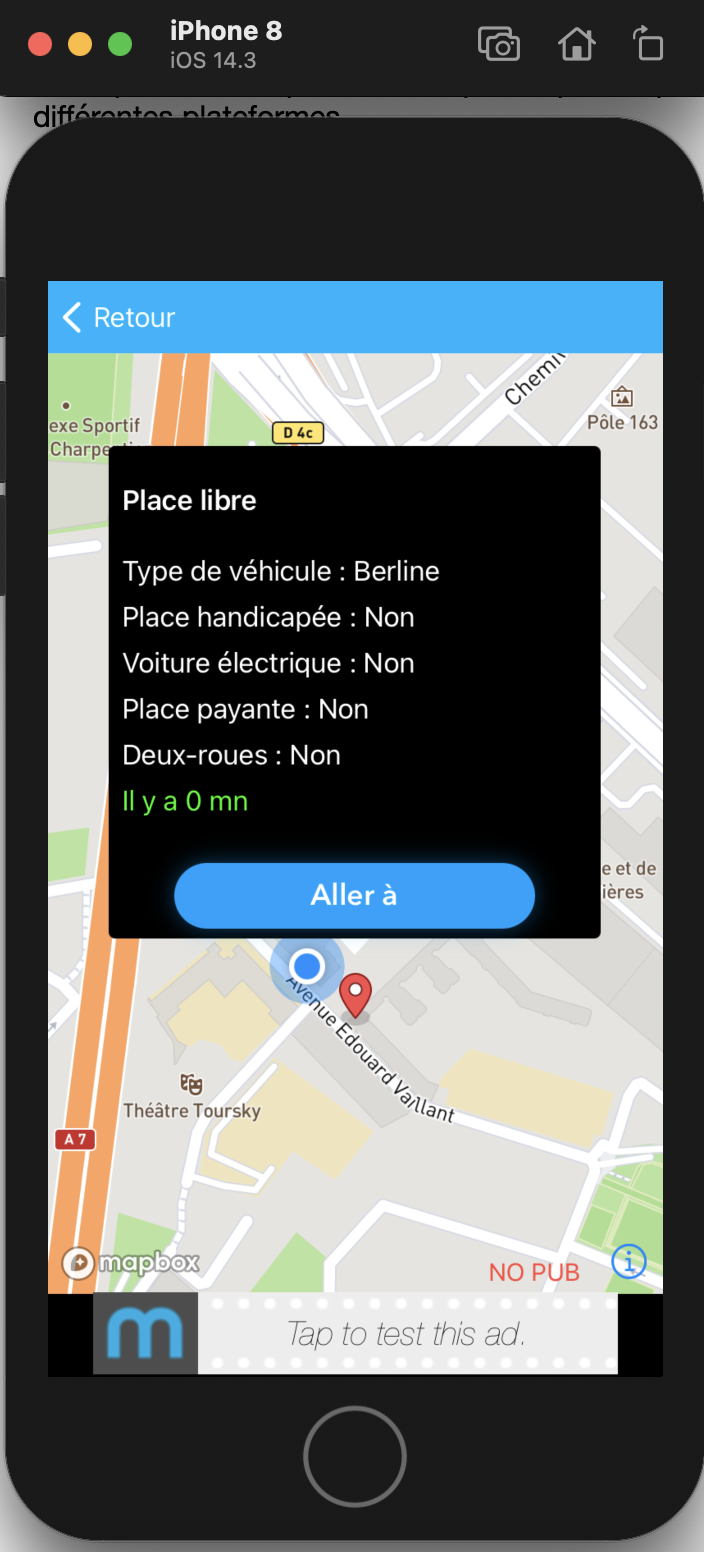 iPhone 8
iOS 14.3
différentes plateformes
Retour
Chemin
exe Sportif
Charpe
Pôle 163
D 4c
Place libre
Type de véhicule : Berline
Place handicapée : Non
Voiture électrique : Non
Place payante : Non
Deux-roues : Non
Il y a 0 mn
Aller à
e et de
ières
Avenue Edouard Vaillant
Théâtre Toursky
A 7
mapbox
NO PUB
i
m
Tap to test this ad.